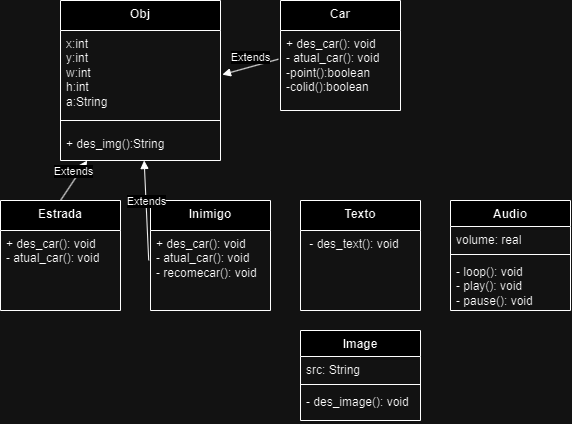 Obj
x:int
y:int
w:int
h:int
a:String
+ des_img():String
Car
+ des_car(): void
- atual_car(): void
-point():boolean
-colid():boolean
Extends
Extends
Extends
Estrada
+ des_car(): void
- atual_car(): void
Inimigo
+ des_car(): void
- atual_car(): void
- recomecar(): void
Texto
- des_text(): void
Audio
volume: real
- loop(): void
- play(): void
- pause(): void
Image
src: String
- des_image(): void